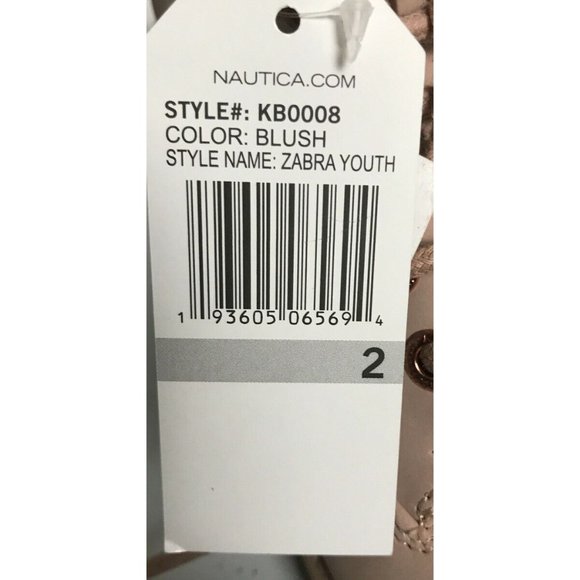 NAUTICA.COM
STYLE#: KB0008
COLOR: BLUSH
STYLE NAME: ZABRA YOUTH
1 93605 06569 4
2